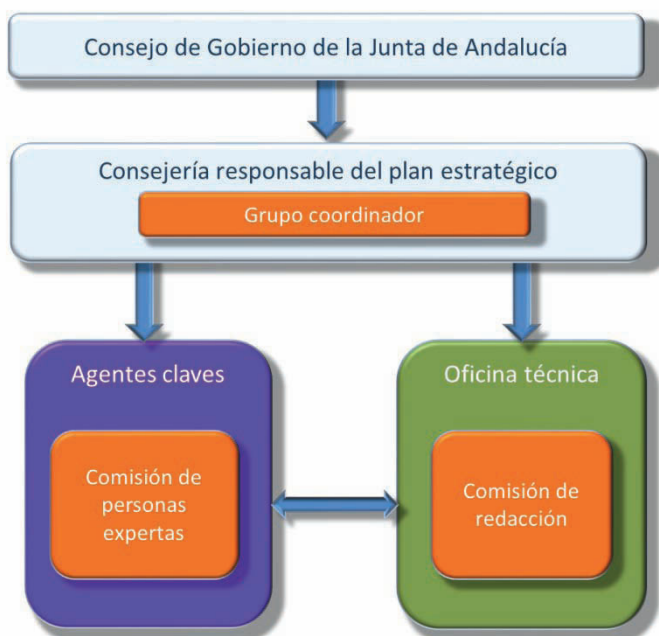 Consejo de Gobierno de la Junta de Andalucía
Consejería responsable del plan estratégico
Grupo coordinador
Agentes claves
Comisión de
personas
expertas
Oficina técnica
Comisión de
redacción